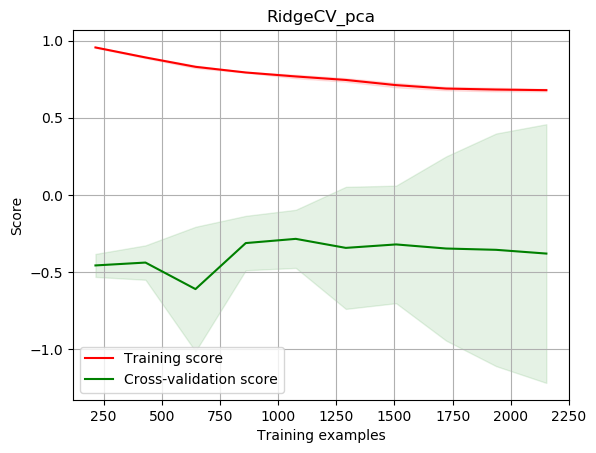 RidgeCV_pca
1.0
0.5
0.0
−0.5
−1.0
Score
Training score
Cross-validation score
250 500 750 1000 1250 1500 1750 2000 2250
Training examples